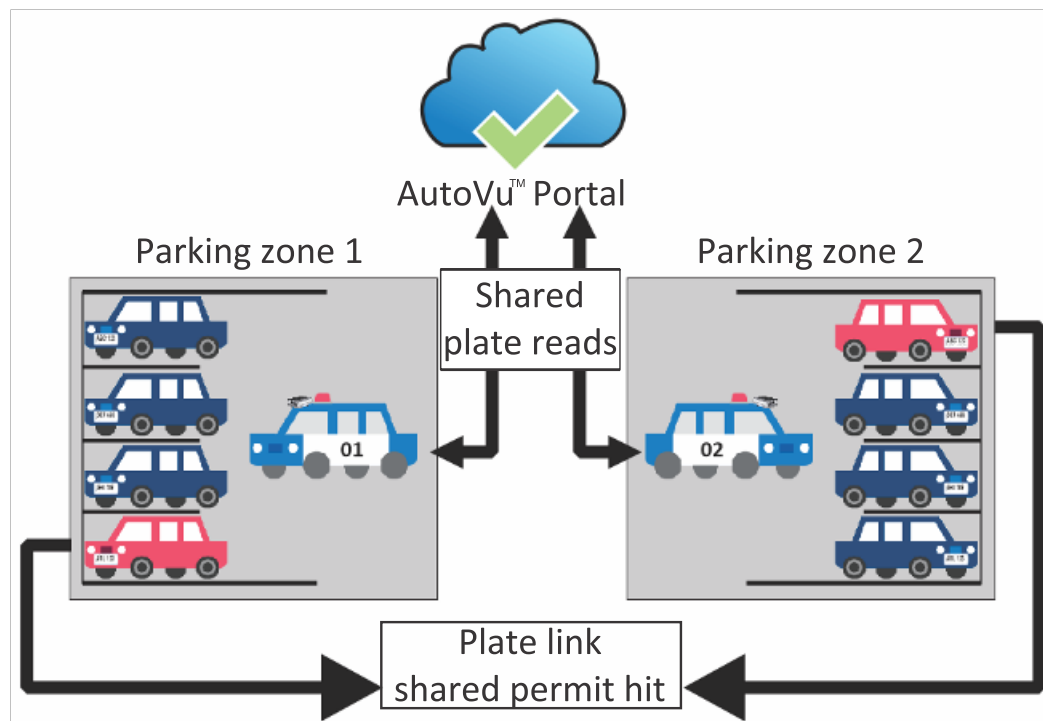 AutoVu™ Portal
Parking zone 1
Parking zone 2
Shared
plate reads
01
02
Plate link
shared permit hit